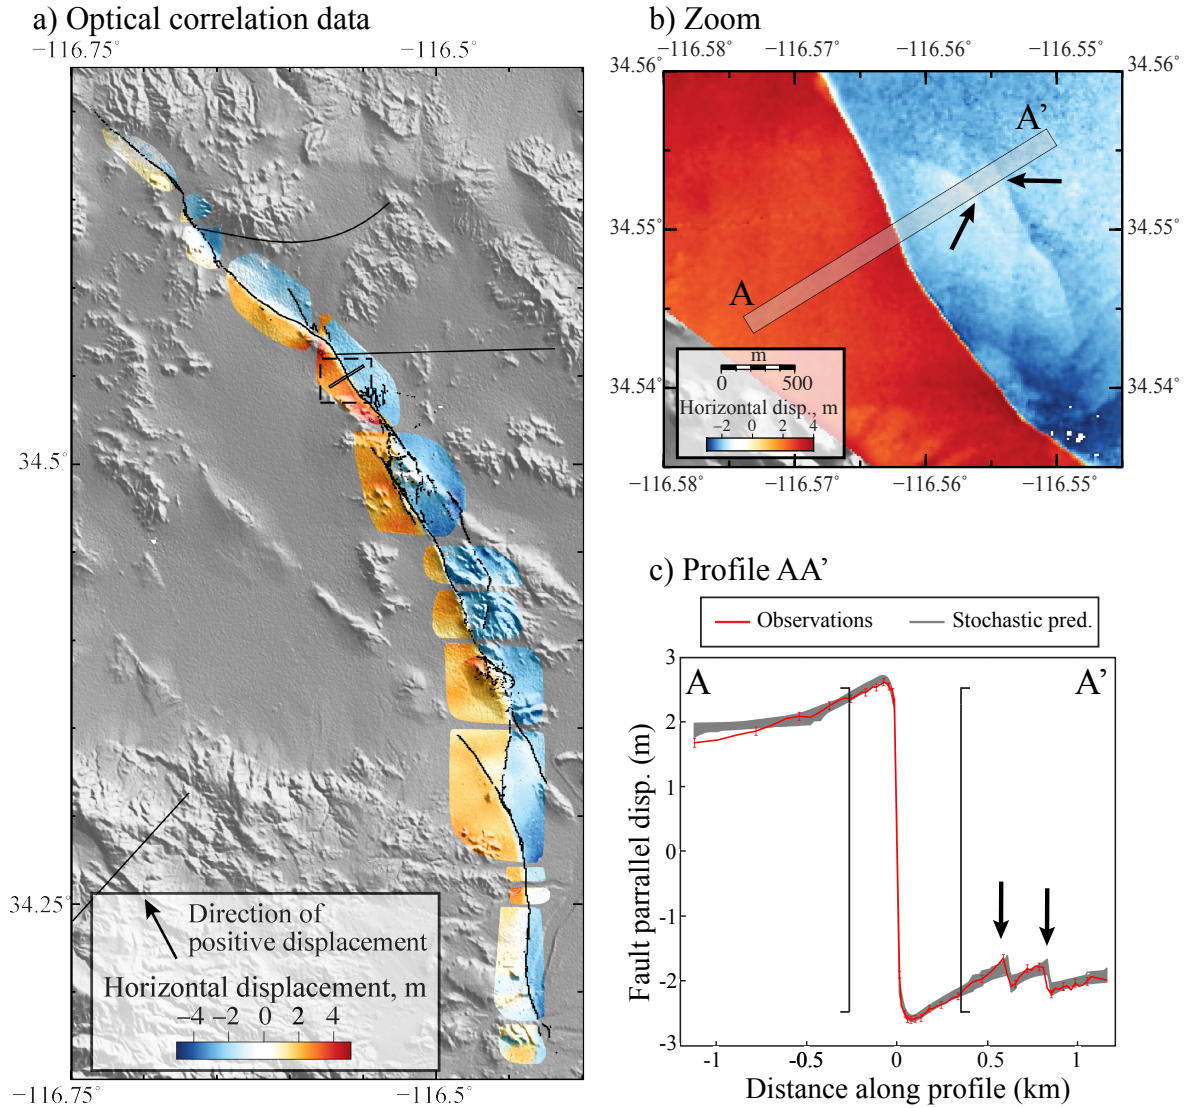 a) Optical correlation data
−116.75°
−116.5°
34.5°
34.25°
Direction of
positive displacement
Horizontal displacement, m
−4 −2 0 2 4
−116.75°
−116.5°
b) Zoom
−116.58° −116.57° −116.56° −116.55°
34.56°
34.56°
34.55°
34.55°
34.54°
34.54°
A
A’
m
0 500
Horizontal disp., m
−2 0 2 4
−116.58° −116.57° −116.56° −116.55°
c) Profile AA’
Observations
Stochastic pred.
A
A’
Fault parrallel disp. (m)
3
2
1
0
-1
−2
−3
-1 -0.5 0 0.5 1
Distance along profile (km)